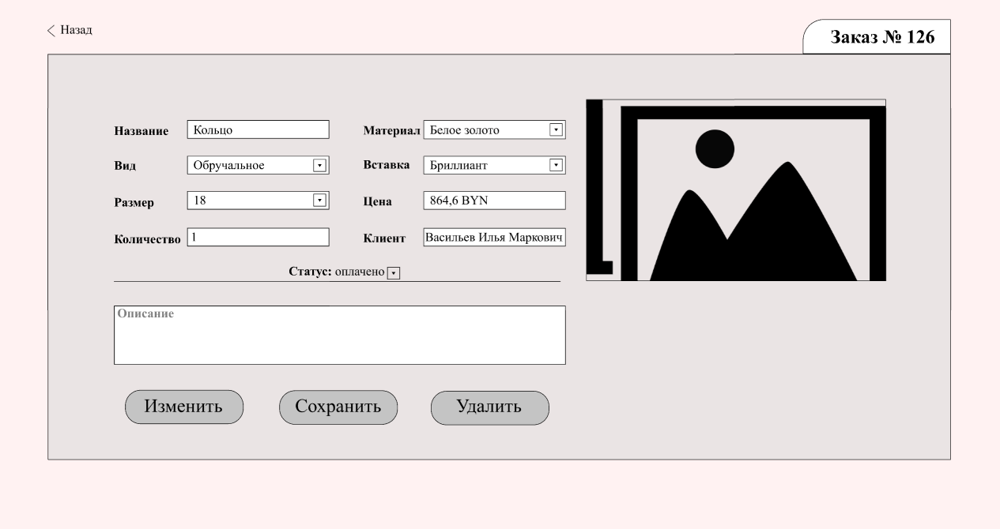 Назад
Заказ № 126
Название Кольцо
Материал Белое золото
Вид Обручальное
Вставка Бриллиант
Размер 18
Цена 864,6 BYN
Количество 1
Клиент Васильев Илья Маркович
Статус: оплачено
Описание
Изменить
Сохранить
Удалить